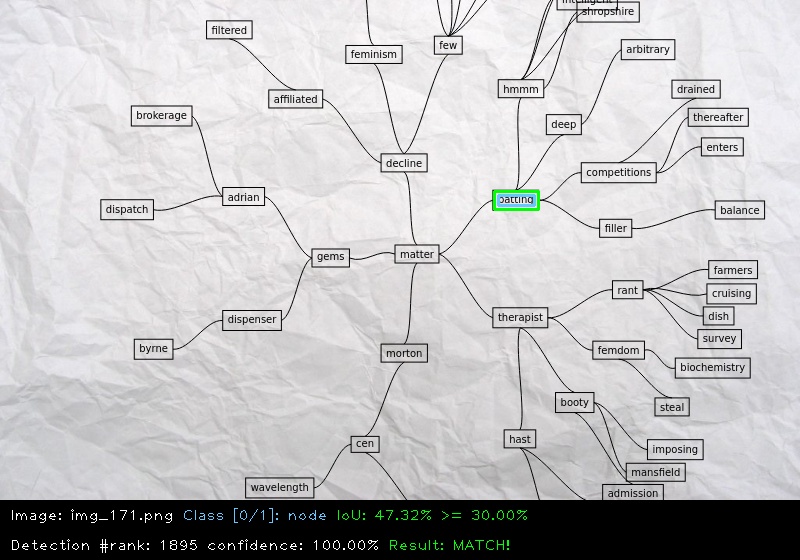 intelligent
shropshire
filtered
few
feminism
arbitrary
hmmm
drained
affiliated
brokerage
thereafter
deep
enters
decline
competitions
adrian
batting
dispatch
balance
filler
matter
gems
farmers
rant
cruising
dish
therapist
dispenser
survey
byrne
femdom
morton
biochemistry
booty
steal
hast
cen
imposing
mansfield
wavelength
admission
Image: img_171.png Class [0/1]: node IoU: 47.32% >= 30.00%
Detection #rank: 1895 confidence: 100.00% Result: MATCH!